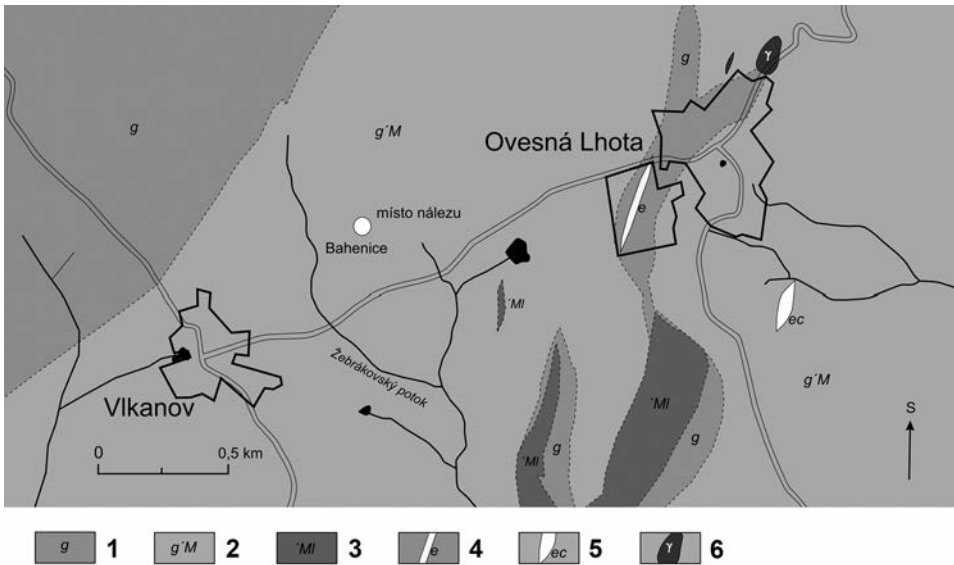 γ
g
g
g´M
Ovesná Lhota
místo nálezu
Bahenice
e
´Ml
ec
Žebrákovský potok
g´M
´Ml
Vlkanov
S
g
g
0 0,5 km
´Ml
g 1 g´M 2 ´Ml 3 e 4 ec 5 γ 6